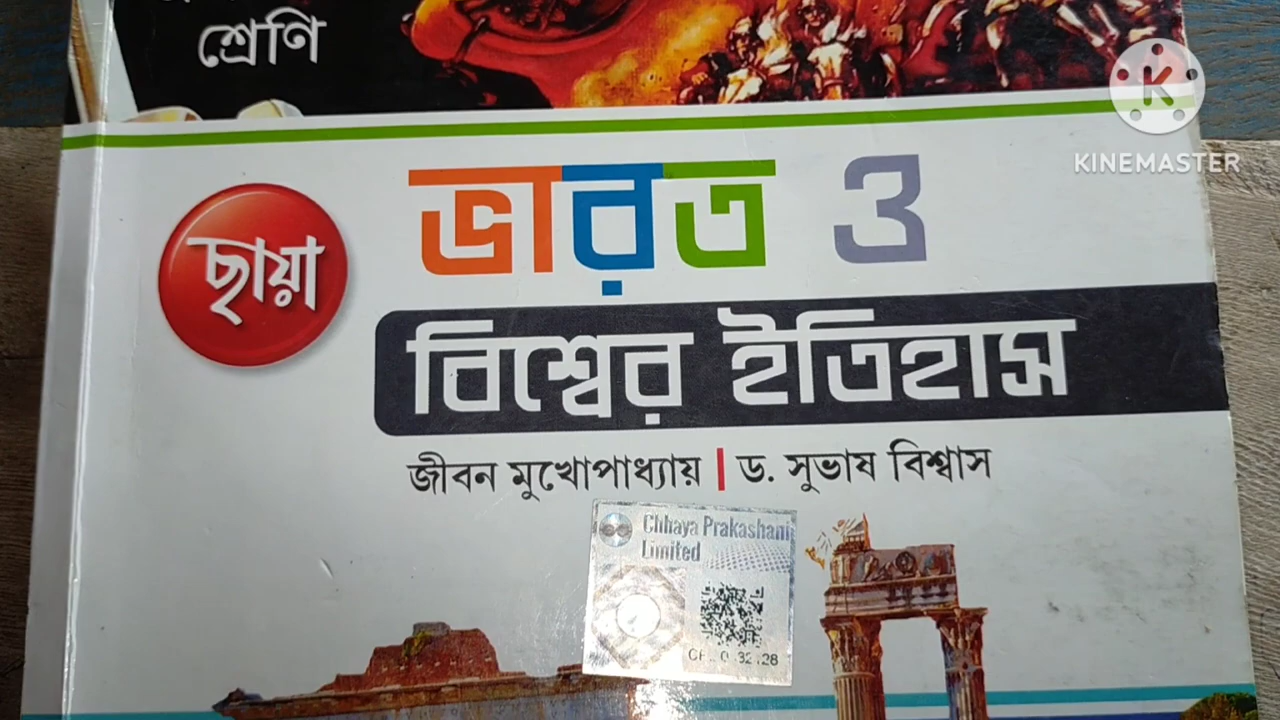 শ্রেণি
KINEMASTER
ছায়া
ভারত ও
বিশ্বের ইতিহাস
জীবন মুখোপাধ্যায় | ড. সুভাষ বিশ্বাস
Chhaya Prakashani
Limited